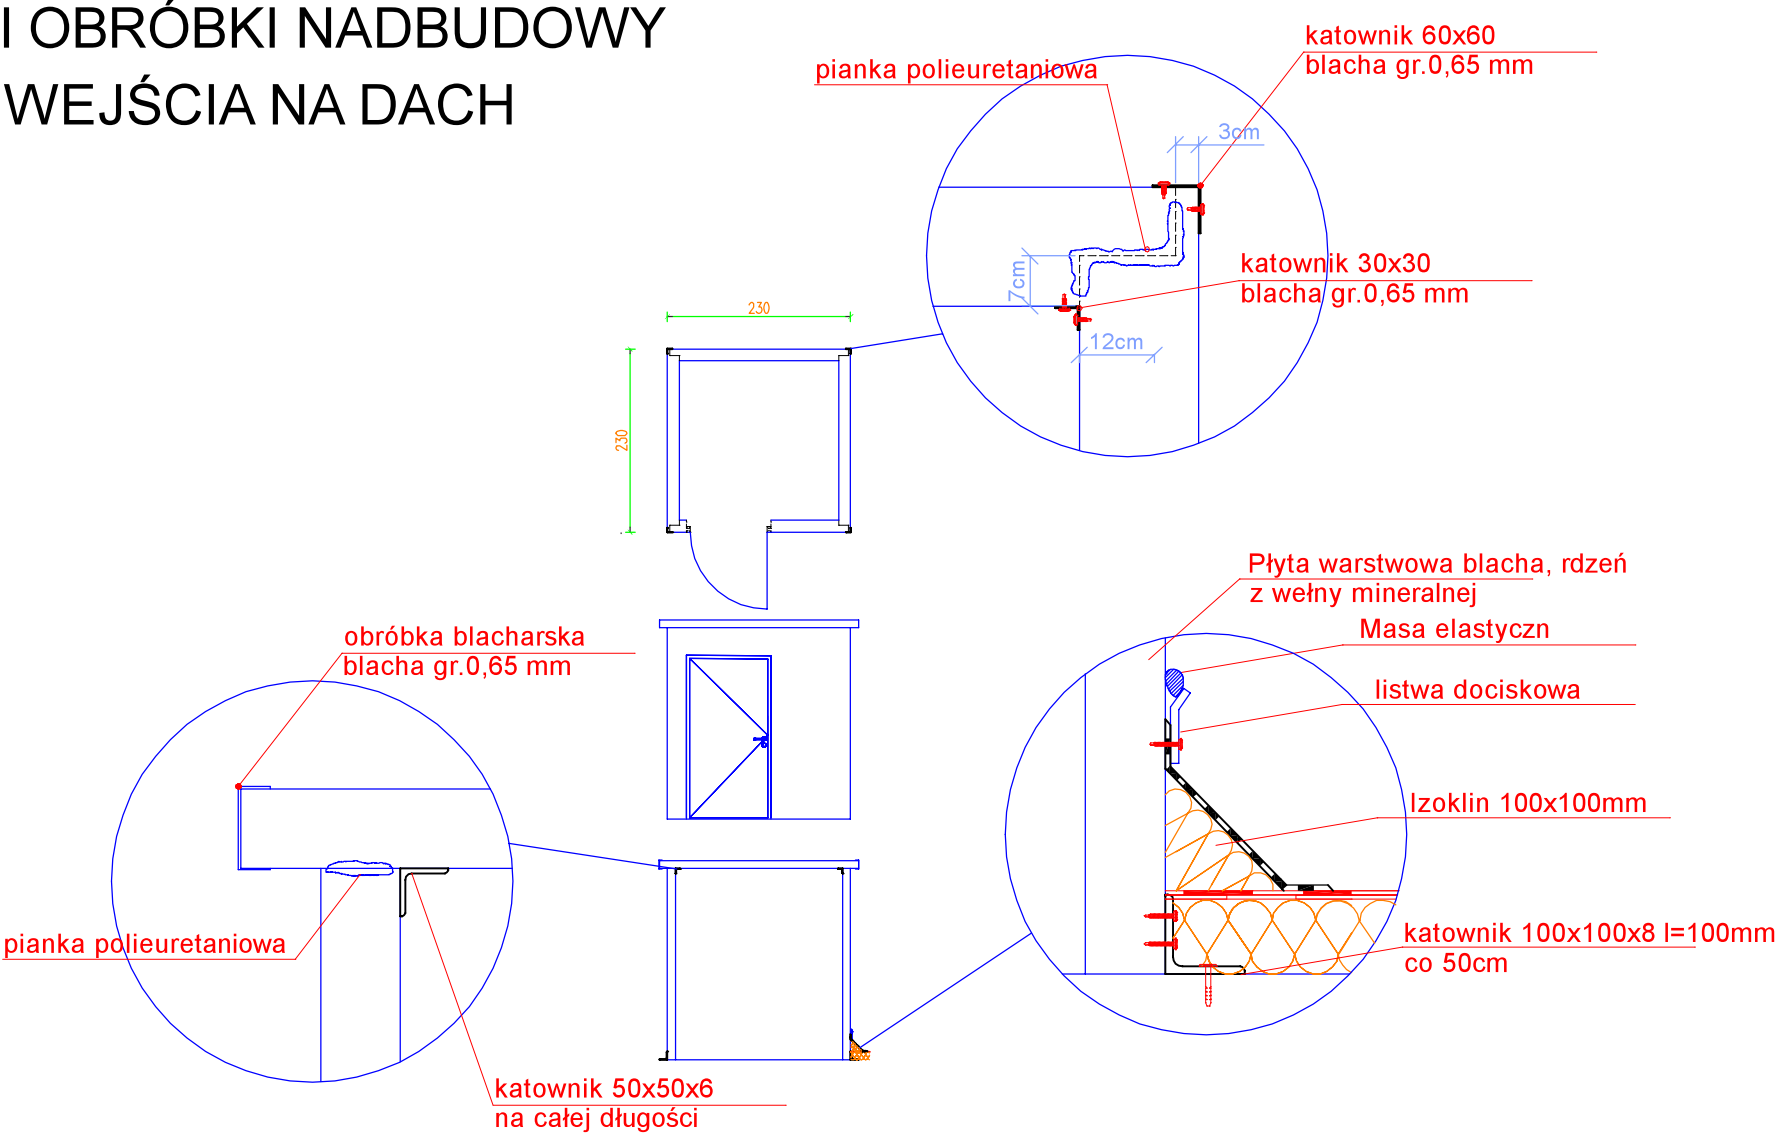 I OBRÓBKI NADBUDOWY
WEJŚCIA NA DACH
katownik 60x60
blacha gr.0,65 mm
pianka polieuretaniowa
3cm
katownik 30x30
blacha gr.0,65 mm
7cm
12cm
230
230
Płyta warstwowa blacha, rdzeń
z wełny mineralnej
Masa elastyczn
listwa dociskowa
Izoklin 100x100mm
katownik 100x100x8 l=100mm
co 50cm
obróbka blacharska
blacha gr.0,65 mm
pianka polieuretaniowa
katownik 50x50x6
na całej długości